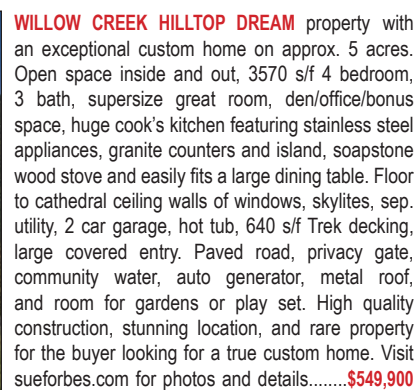 WILLOW CREEK HILLTOP DREAM property with
an exceptional custom home on approx. 5 acres.
Open space inside and out, 3570 s/f 4 bedroom,
3 bath, supersize great room, den/office/bonus
space, huge cook's kitchen featuring stainless steel
appliances, granite counters and island, soapstone
wood stove and easily fits a large dining table. Floor
to cathedral ceiling walls of windows, skylites, sep.
utility, 2 car garage, hot tub, 640 s/f Trek decking,
large covered entry. Paved road, privacy gate,
community water, auto generator, metal roof,
and room for gardens or play set. High quality
construction, stunning location, and rare property
for the buyer looking for a true custom home. Visit
sueforbes.com for photos and details........$549,900